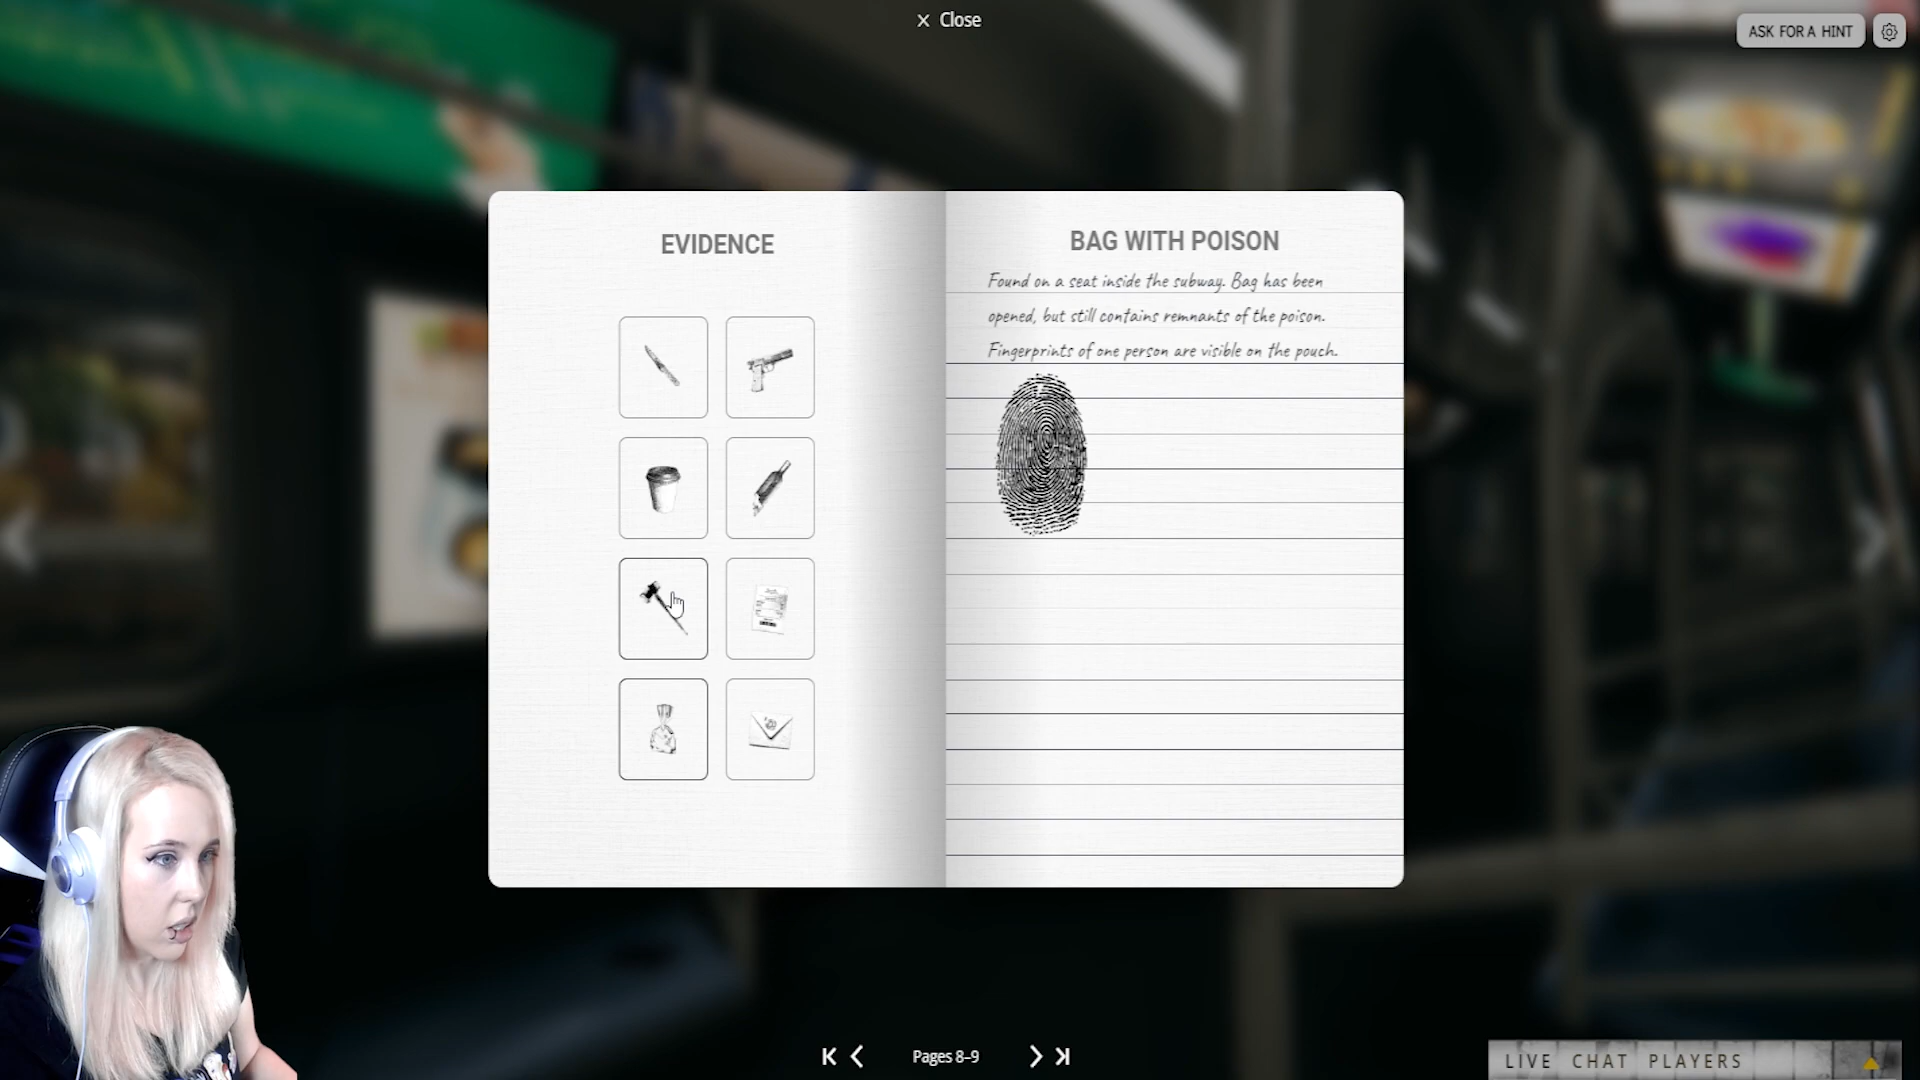 Close
ASK FOR A HINT
EVIDENCE
BAG WITH POISON
Found on a seat inside the subway. Bag has been
opened, but still contains remnants of the poison.
Fingerprints of one person are visible on the pouch.
Pages 8-9
LIVE CHAT PLAYERS